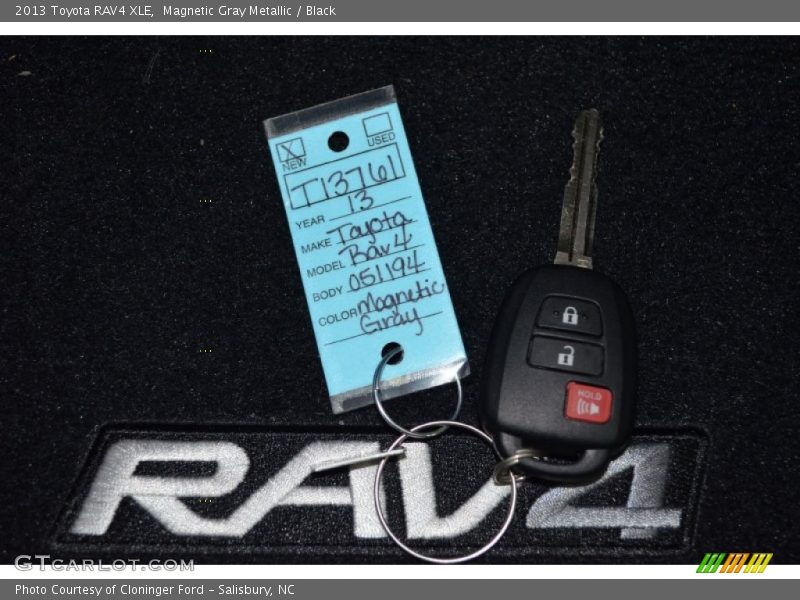 2013 Toyota RAV4 XLE,  Magnetic Gray Metallic / Black
X NEW
USED
T13761
YEAR 13
MAKE Toyota
MODEL Rav4
BODY 051194
COLOR Magnetic
Gray
HOLD
RAV4
GTCARLOT.COM
Photo Courtesy of Cloninger Ford - Salisbury, NC